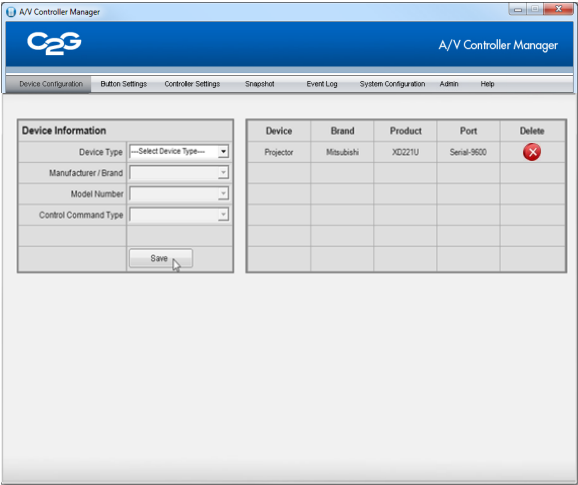 A/V Controller Manager
C2G
A/V Controller Manager
Device Configuration Button Settings Controller Settings Snapshot Event Log System Configuration Admin Help
Device Information
Device Type ---Select Device Type---
Manufacturer / Brand
Model Number
Control Command Type
Save
Device Brand Product Port Delete
Projector Mitsubishi XD221U Serial-9600